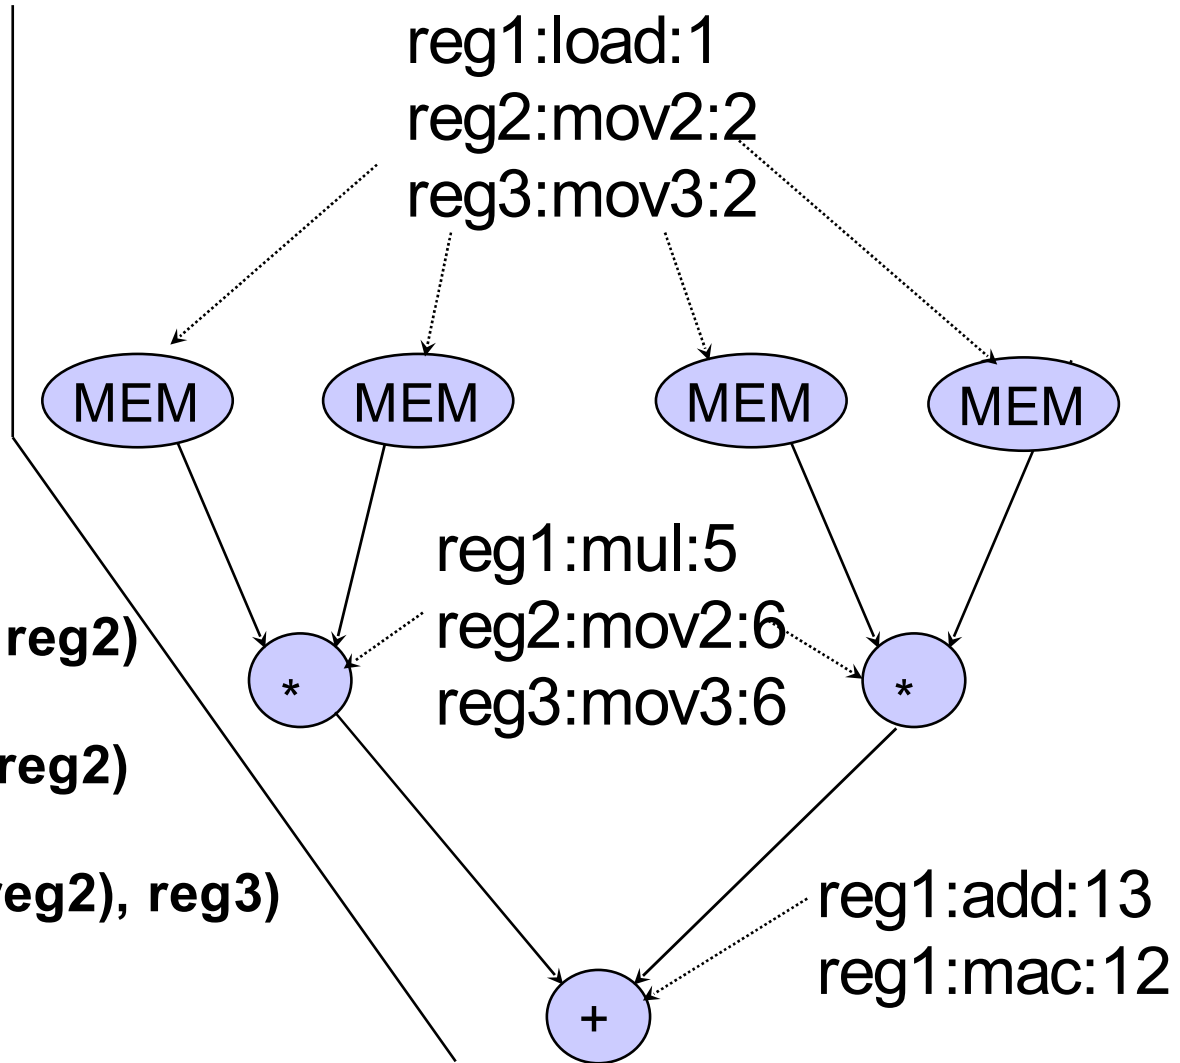 reg1:load:1
reg2:mov2:2
reg3:mov3:2
MEM MEM MEM MEM
reg1:mul:5
reg2:mov2:6
reg3:mov3:6
reg2)
* *
reg2)
reg2), reg3)
reg1:add:13
reg1:mac:12
+